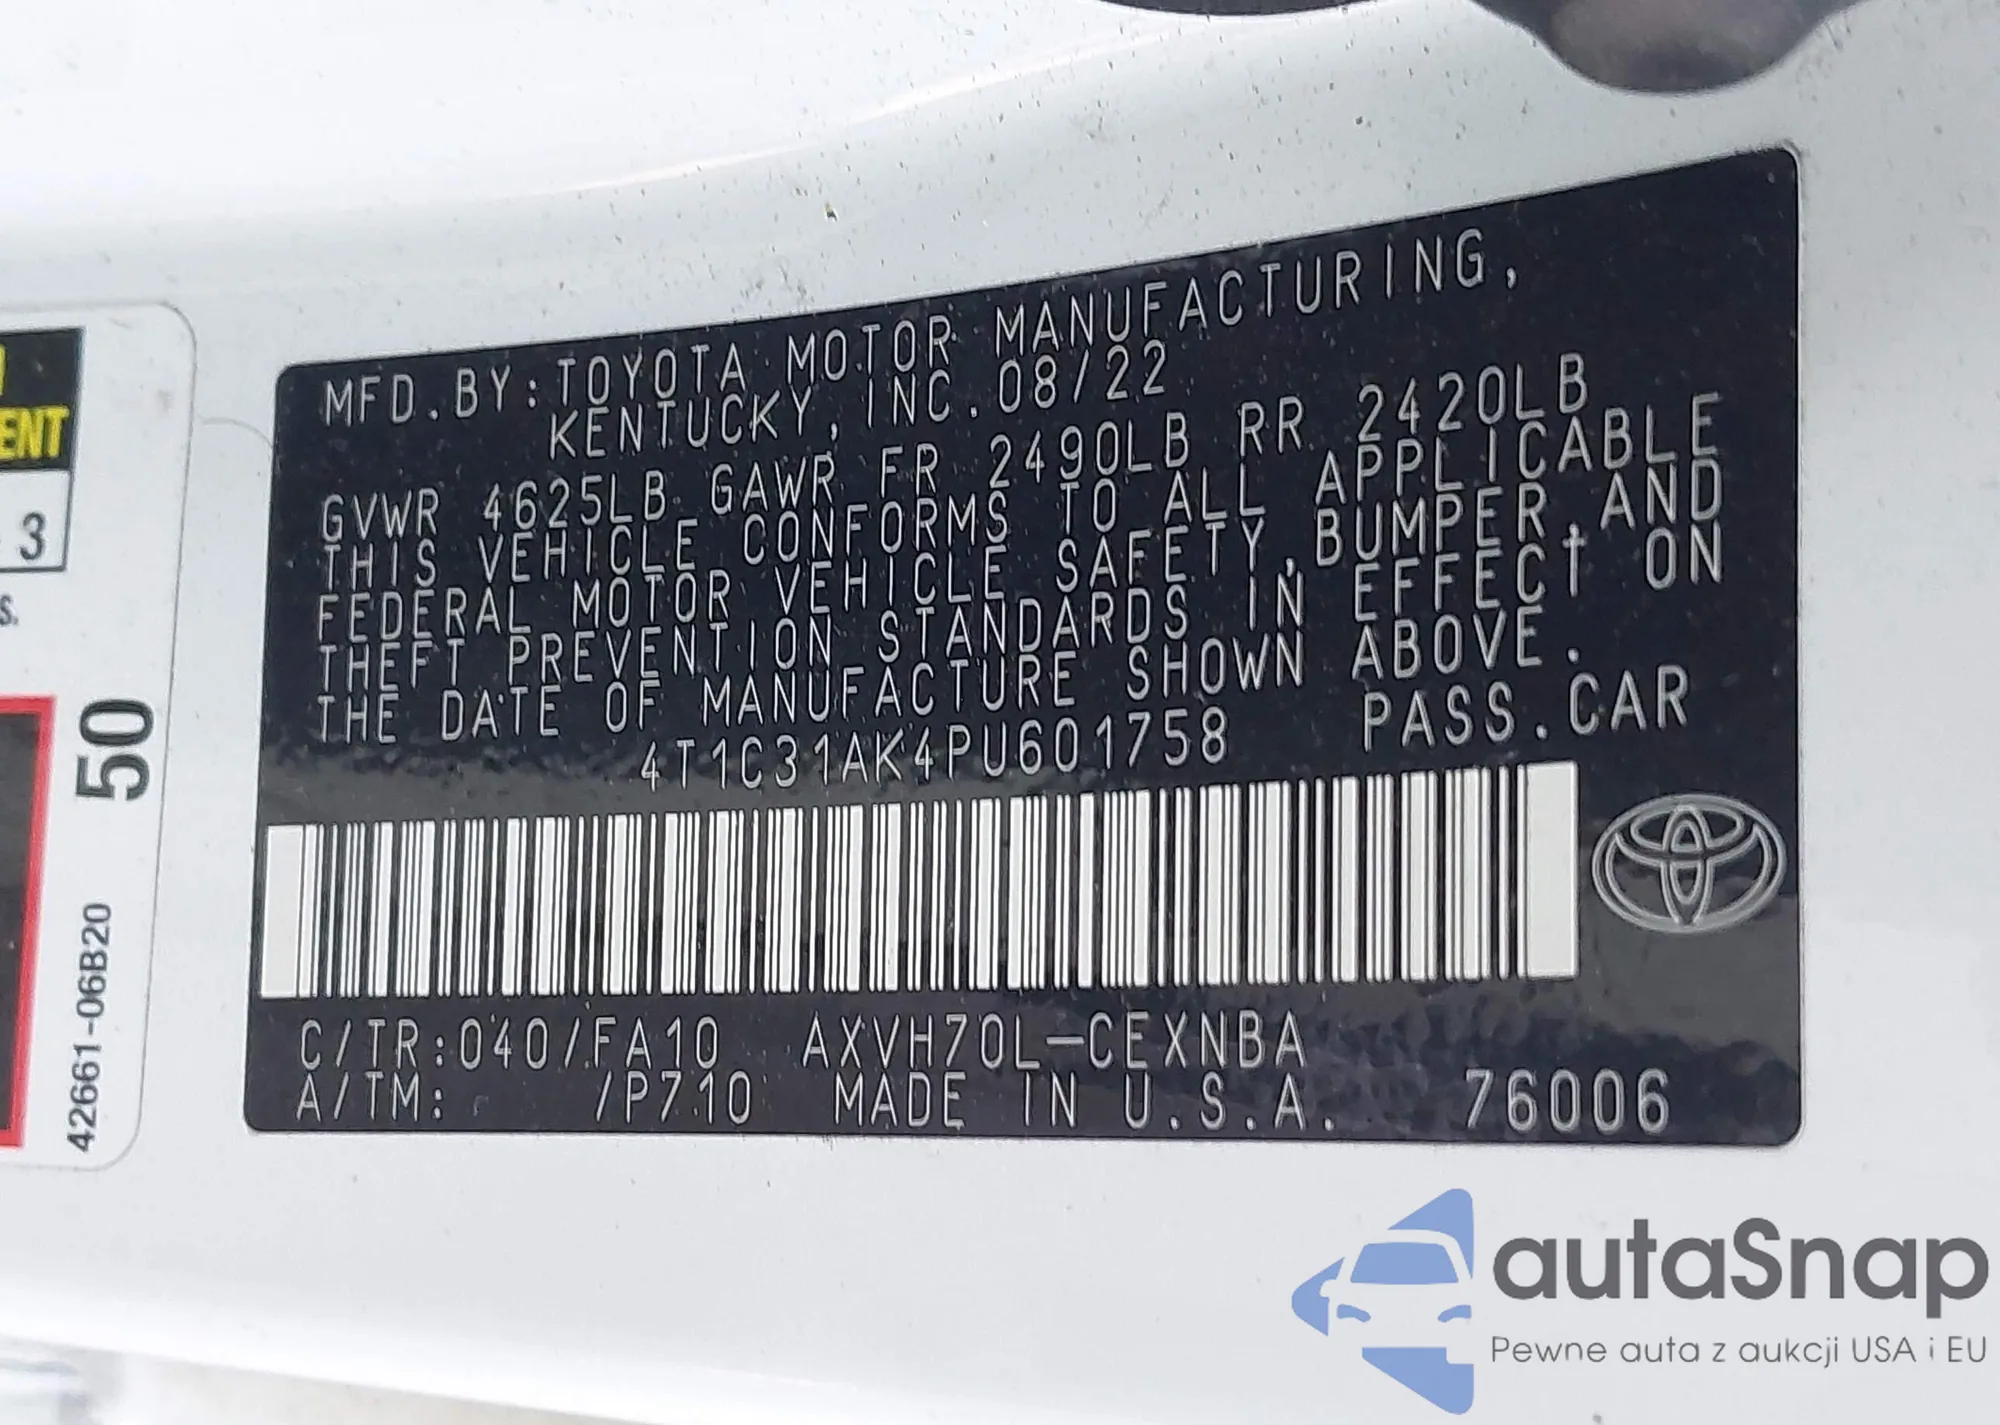 MFD.BY:TOYOTA MOTOR MANUFACTURING,
KENTUCKY, INC. 08/22
GVWR 4625LB GAWR FR 2490LB RR 2420LB
THIS VEHICLE CONFORMS TO ALL APPLICABLE
FEDERAL MOTOR VEHICLE SAFETY, BUMPER, AND
THEFT PREVENTION STANDARDS IN EFFECT ON
THE DATE OF MANUFACTURE SHOWN ABOVE.
4T1C31AK4PU601758 PASS.CAR
C/TR:040/FA10 AXVH70L-CEXNBA
A/TM: /P710 MADE IN U.S.A. 76006
ENT
3
s.
50
42661-06B20
autaSnap
Pewne auta z aukcji USA i EU